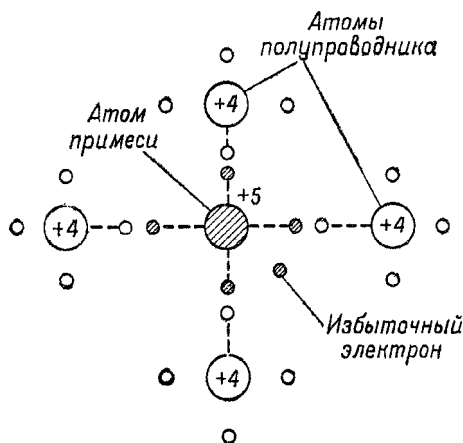 Атомы
полупроводника
+4
Атом
примеси
+5
+4
+4
Избыточный
электрон
+4